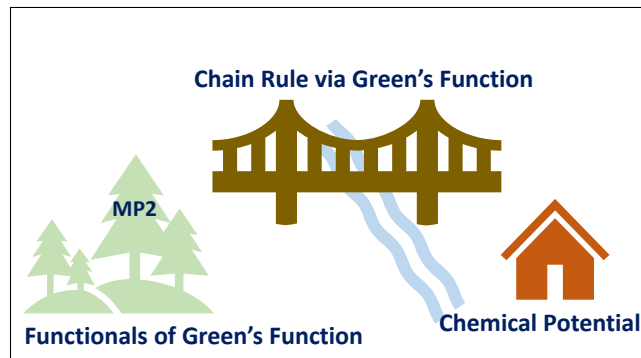 Chain Rule via Green's Function
MP2
Functionals of Green's Function
Chemical Potential